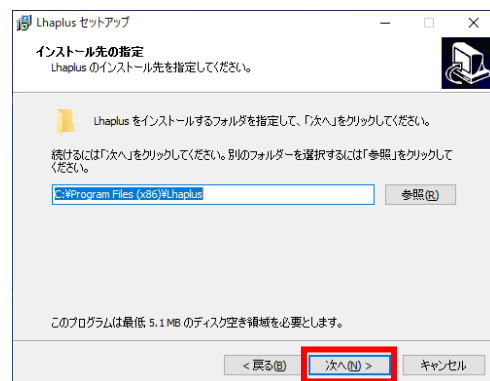 Lhaplus セットアップ
インストール先の指定
Lhaplus のインストール先を指定してください。
Lhaplus をインストールするフォルダを指定して、「次へ」をクリックしてください。
続けるには「次へ」をクリックしてください。別のフォルダーを選択するには「参照」をクリックして
ください。
C:¥Program Files (x86)¥Lhaplus
参照(R)
このプログラムは最低 5.1 MB のディスク空き領域を必要とします。
< 戻る(B)
次へ(N) >
キャンセル